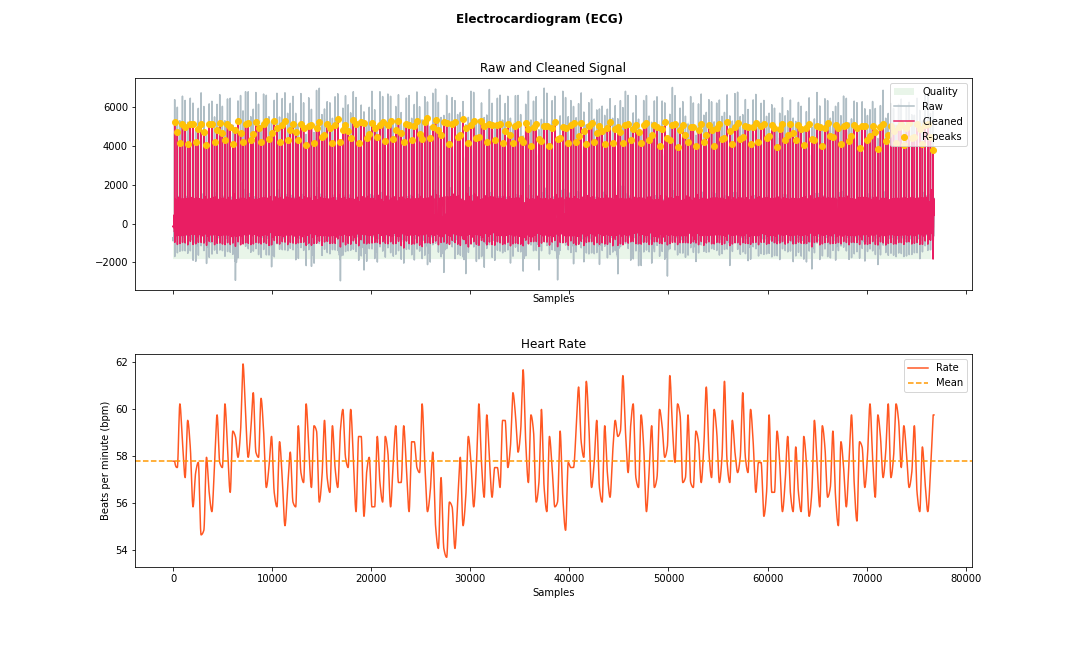 Electrocardiogram (ECG)
Raw and Cleaned Signal
6000
4000
2000
0
−2000
Quality
Raw
Cleaned
R-peaks
Samples
Heart Rate
Beats per minute (bpm)
62
60
58
56
54
Rate
Mean
0 10000 20000 30000 40000 50000 60000 70000 80000
Samples